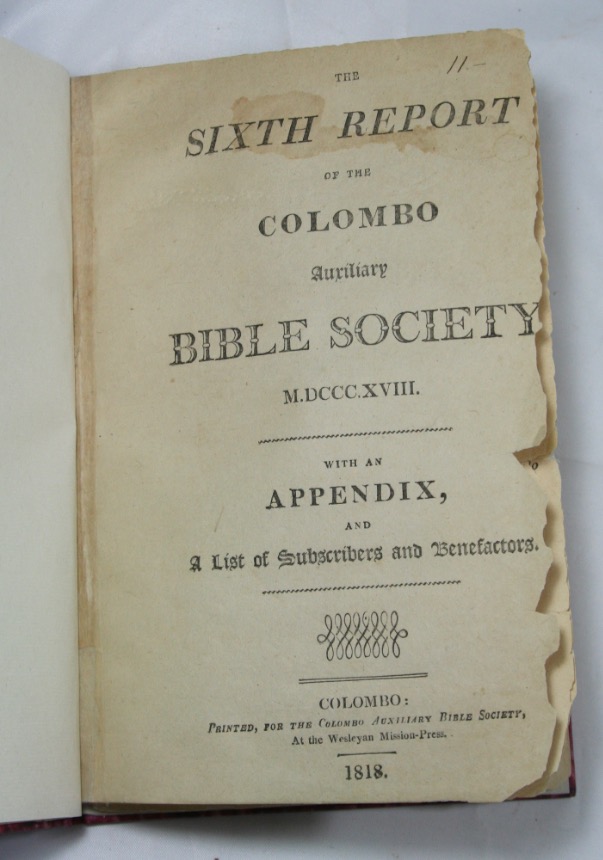 11.-
THE
SIXTH REPORT
OF THE
COLOMBO
Auxiliary
BIBLE SOCIETY
M.DCCC.XVIII.
WITH AN
APPENDIX,
AND
A List of Subscribers and Benefactors.
COLOMBO:
PRINTED, FOR THE COLOMBO AUXILIARY BIBLE SOCIETY,
At the Wesleyan Mission-Press.
1818.